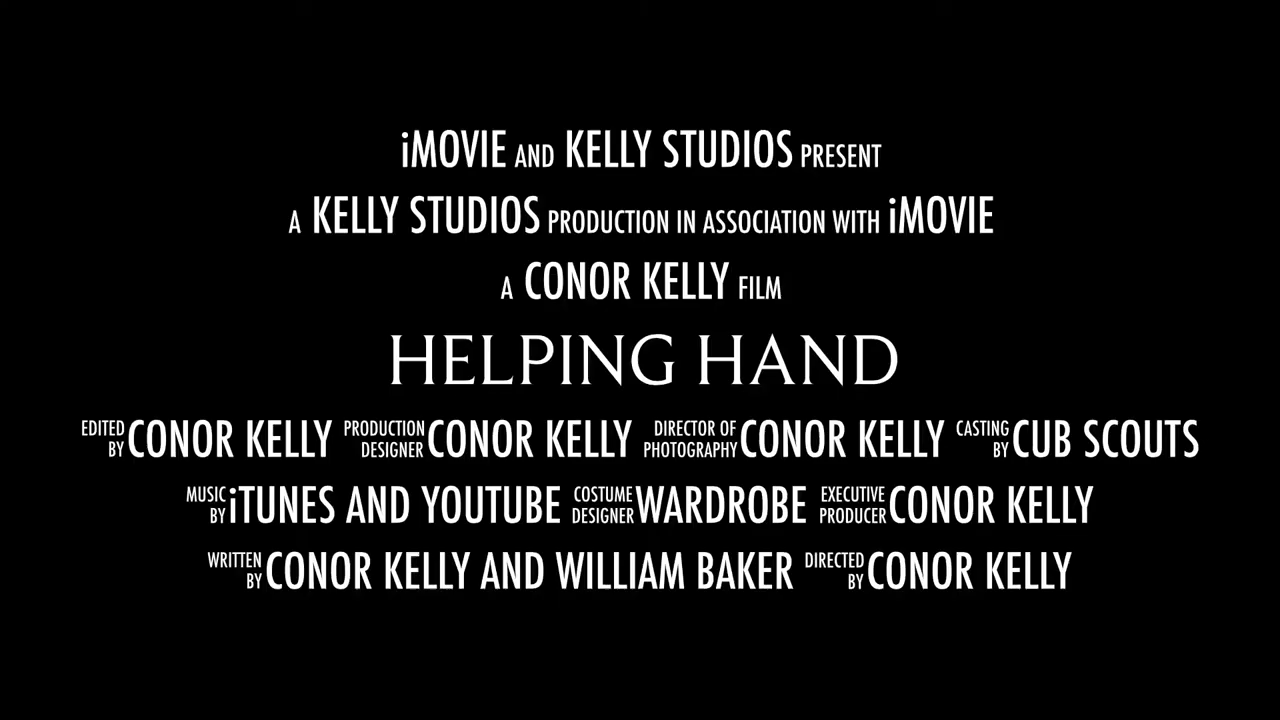 iMOVIE AND KELLY STUDIOS PRESENT
A KELLY STUDIOS PRODUCTION IN ASSOCIATION WITH iMOVIE
A CONOR KELLY FILM
HELPING HAND
EDITED BY CONOR KELLY PRODUCTION DESIGNER CONOR KELLY DIRECTOR OF PHOTOGRAPHY CONOR KELLY CASTING BY CUB SCOUTS
MUSIC BY iTUNES AND YOUTUBE COSTUME DESIGNER WARDROBE EXECUTIVE PRODUCER CONOR KELLY
WRITTEN BY CONOR KELLY AND WILLIAM BAKER DIRECTED BY CONOR KELLY